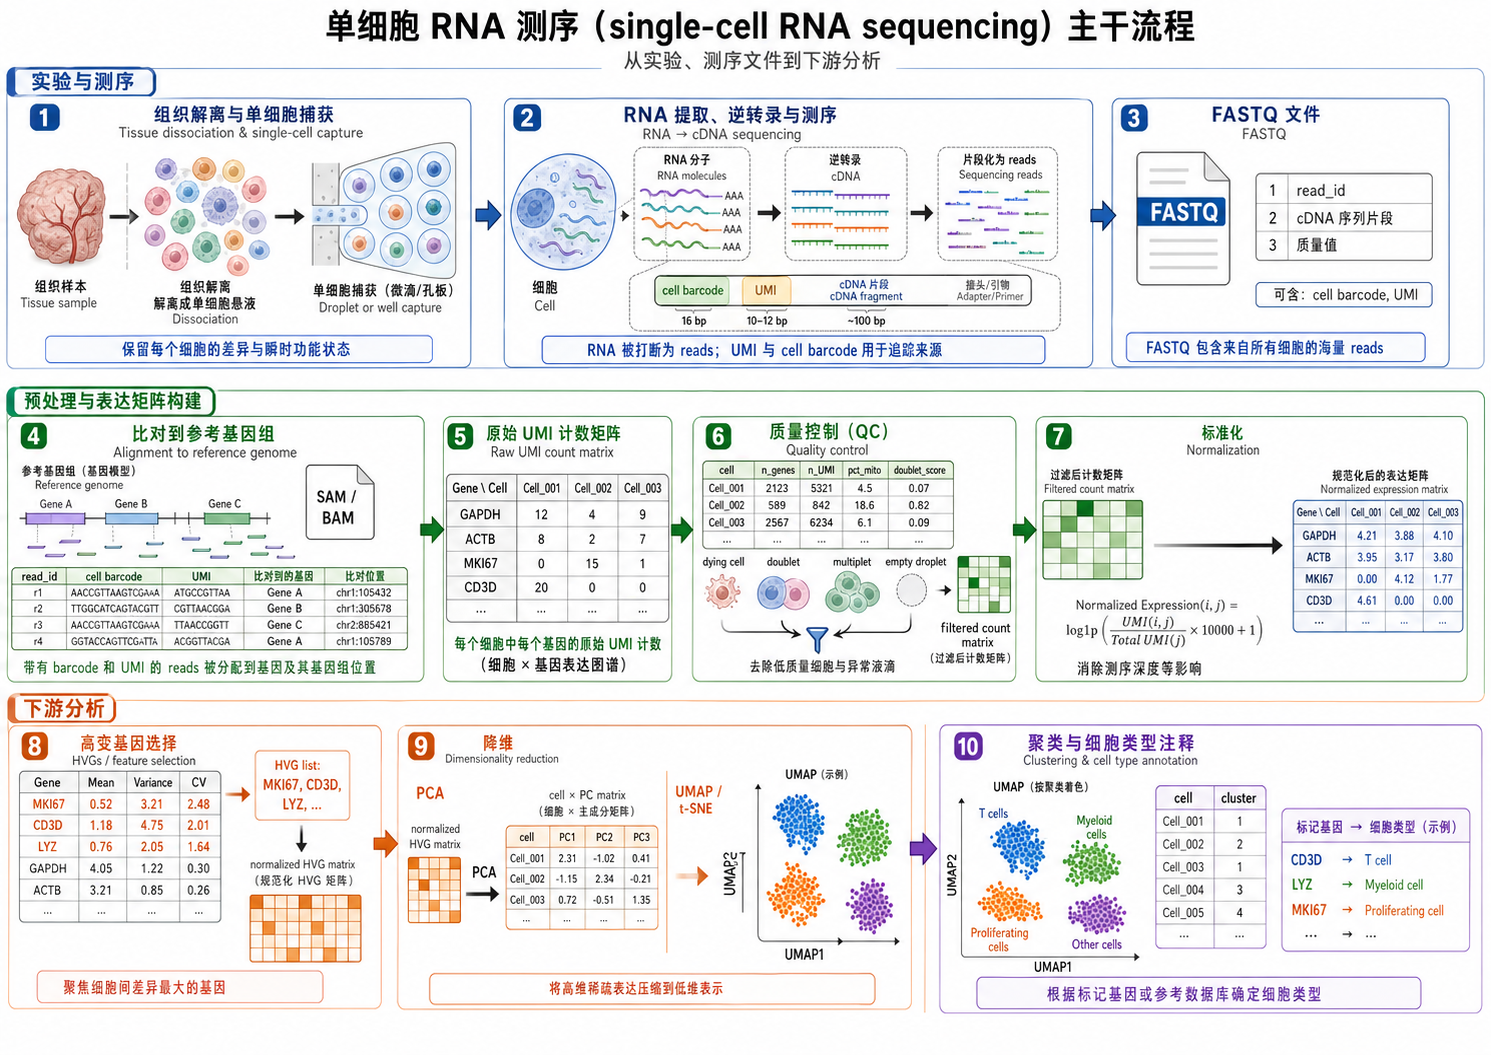 单细胞 RNA 测序（single-cell RNA sequencing）主干流程
从实验、测序文件到下游分析
实验与测序
1 组织解离与单细胞捕获
Tissue dissociation & single-cell capture
组织样本
Tissue sample
组织解离
解离成单细胞悬液
Dissociation
单细胞捕获（微滴/孔板）
Droplet or well capture
保留每个细胞的差异与瞬时功能状态
2 RNA 提取、逆转录与测序
RNA → cDNA sequencing
细胞
Cell
RNA 分子
RNA molecules
AAA
AAA
AAA
AAA
逆转录
cDNA
片段化为 reads
Sequencing reads
cell barcode
UMI
cDNA 片段
cDNA fragment
接头/引物
Adapter/Primer
16 bp
10–12 bp
~100 bp
RNA 被打断为 reads； UMI 与 cell barcode 用于追踪来源
3 FASTQ 文件
FASTQ
FASTQ
1 read_id
2 cDNA 序列片段
3 质量值
可含：cell barcode, UMI
FASTQ 包含来自所有细胞的海量 reads
预处理与表达矩阵构建
4 比对到参考基因组
Alignment to reference genome
参考基因组（基因模型）
Reference genome
Gene A Gene B Gene C
SAM /
BAM
read_id cell barcode UMI 比对到的基因 比对位置
r1 AACCGTTAAGTCGAAA ATGCCGTTAA Gene A chr1:105432
r2 TTGGCATCAGTACGTT CGTTAACGGA Gene B chr1:305678
r3 AACCGTTAAGTCGAAA TTAACCGGTT Gene C chr2:885421
r4 GGTACCAGTTCGATTA ACGGTTACGA Gene A chr1:105789
带有 barcode 和 UMI 的 reads 被分配到基因及其基因组位置
5 原始 UMI 计数矩阵
Raw UMI count matrix
Gene \ Cell Cell_001 Cell_002 Cell_003
GAPDH 12 4 9
ACTB 8 2 7
MKI67 0 15 1
CD3D 20 0 0
... ... ... ...
每个细胞中每个基因的原始 UMI 计数
（细胞 × 基因表达图谱）
6 质量控制（QC）
Quality control
cell n_genes n_UMI pct_mito doublet_score
Cell_001 2123 5321 4.5 0.07
Cell_002 589 842 18.6 0.82
Cell_003 2567 6234 6.1 0.09
... ... ... ... ...
dying cell doublet multiplet empty droplet
filtered count
matrix
（过滤后计数矩阵）
去除低质量细胞与异常液滴
7 标准化
Normalization
过滤后计数矩阵
Filtered count matrix
Normalized Expression(i, j) =
log1p ( UMI(i, j) / Total UMI(j) × 10000 + 1 )
消除测序深度等影响
规范化后的表达矩阵
Normalized expression matrix
Gene \ Cell Cell_001 Cell_002 Cell_003
GAPDH 4.21 3.88 4.10
ACTB 3.95 3.17 3.80
MKI67 0.00 4.12 1.77
CD3D 4.61 0.00 0.00
... ... ... ...
下游分析
8 高变基因选择
HVGs / feature selection
Gene Mean Variance CV
MKI67 0.52 3.21 2.48
CD3D 1.18 4.75 2.01
LYZ 0.76 2.05 1.64
GAPDH 4.05 1.22 0.30
ACTB 3.21 0.85 0.26
... ... ... ...
HVG list:
MKI67, CD3D,
LYZ, ...
normalized HVG matrix
（规范化 HVG 矩阵）
聚焦细胞间差异最大的基因
9 降维
Dimensionality reduction
PCA
normalized
HVG matrix
PCA
cell × PC matrix
（细胞 × 主成分矩阵）
cell PC1 PC2 PC3
Cell_001 2.31 -1.02 0.41
Cell_002 -1.15 2.34 -0.21
Cell_003 0.72 -0.51 1.35
... ... ... ...
UMAP /
t-SNE
UMAP（示例）
UMAP2
UMAP1
将高维稀疏表达压缩到低维表示
10 聚类与细胞类型注释
Clustering & cell type annotation
UMAP（按聚类着色）
T cells
Myeloid
cells
Proliferating
cells
Other cells
UMAP2
UMAP1
cell cluster
Cell_001 1
Cell_002 2
Cell_003 1
Cell_004 3
Cell_005 4
... ...
标记基因 → 细胞类型（示例）
CD3D → T cell
LYZ → Myeloid cell
MKI67 → Proliferating cell
... → ...
根据标记基因或参考数据库确定细胞类型